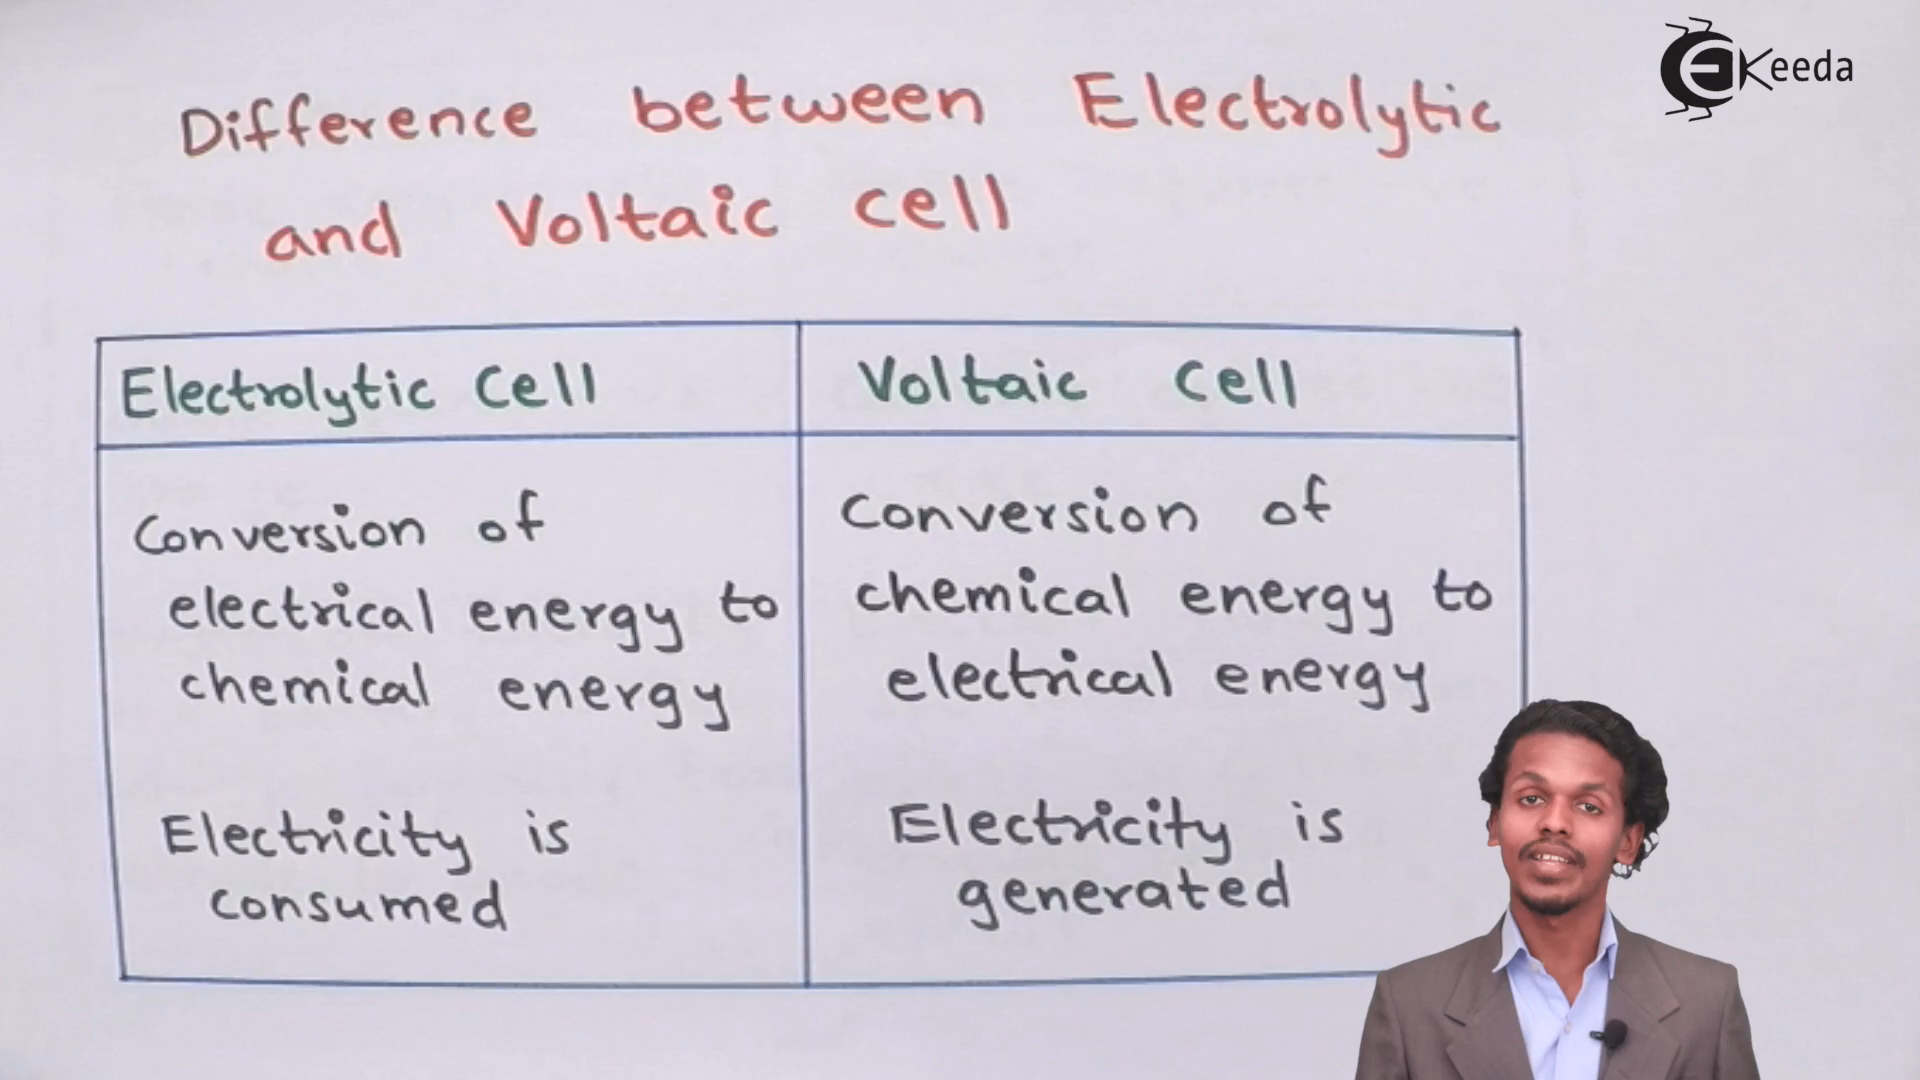 EKeeda
Difference between Electrolytic
and Voltaic cell
Electrolytic Cell
Voltaic Cell
Conversion of
electrical energy to
chemical energy
Conversion of
chemical energy to
electrical energy
Electricity is
consumed
Electricity is
generated